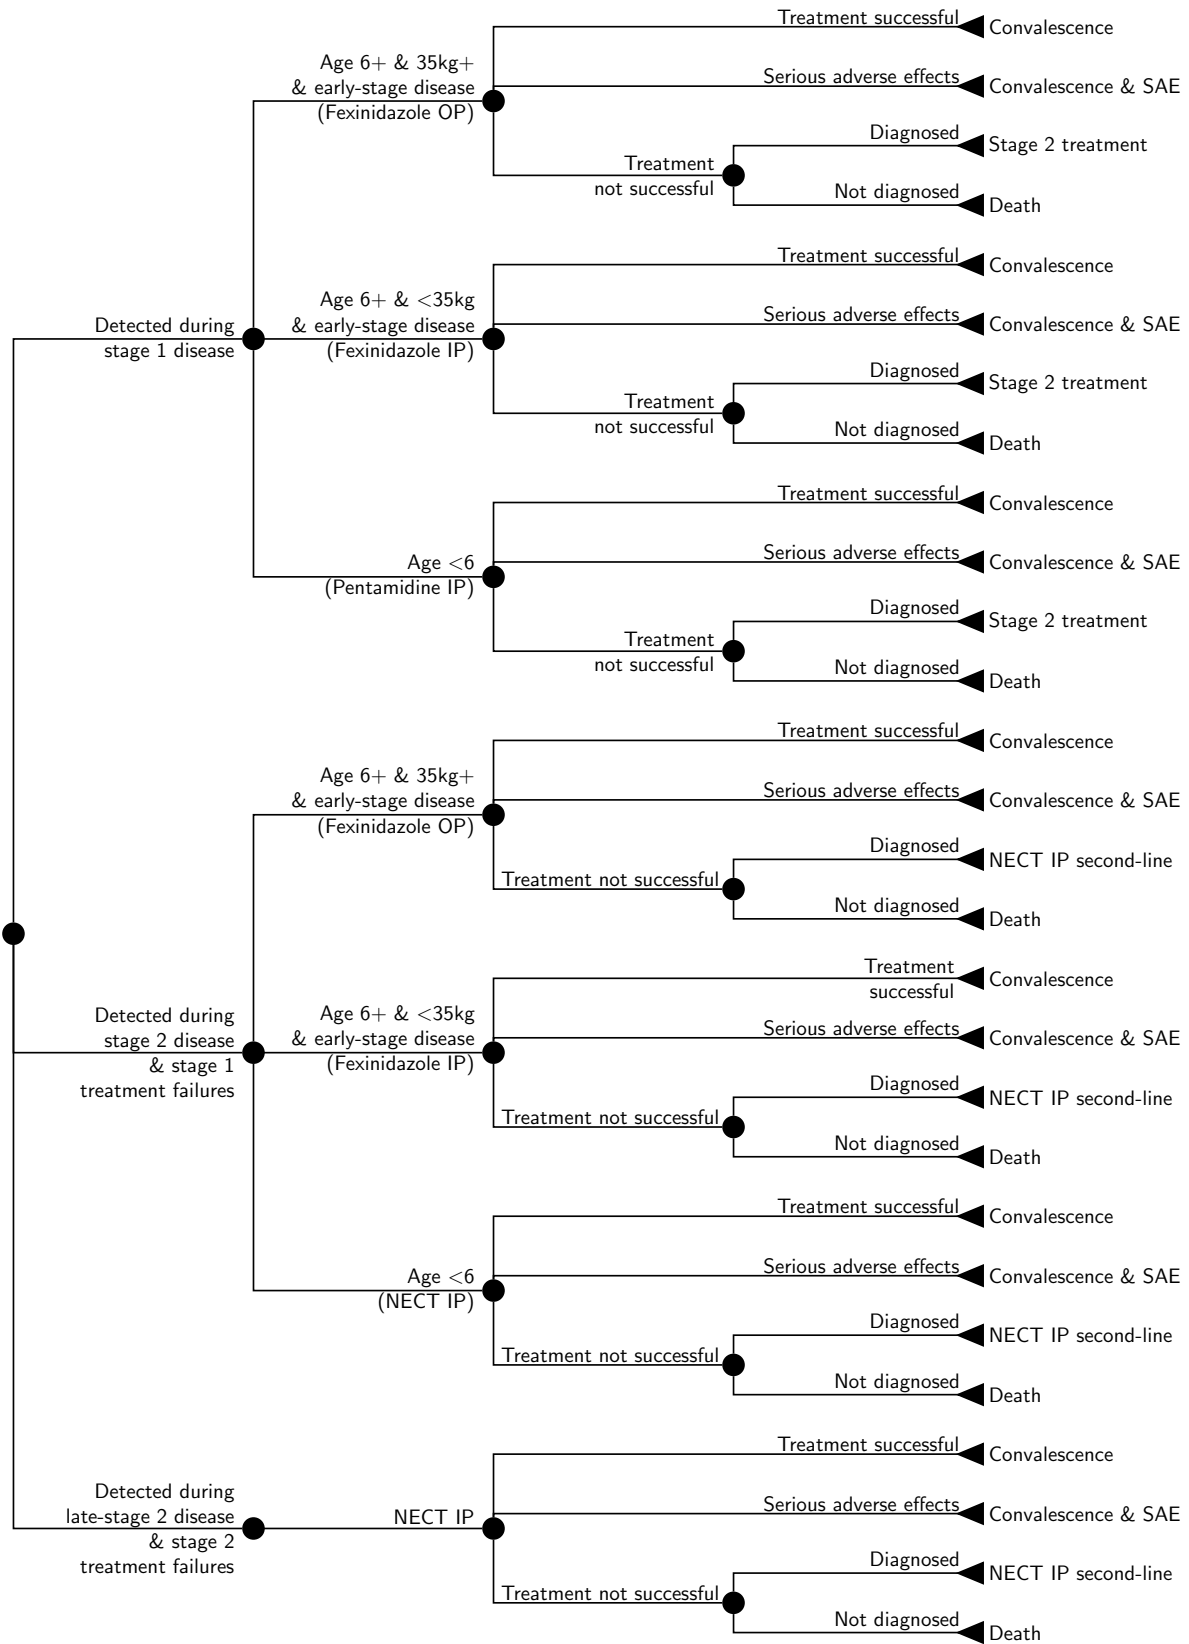 Treatment successful
Convalescence
Age 6+ & 35kg+
& early-stage disease
(Fexinidazole OP)
Serious adverse effects
Convalescence & SAE
Treatment
not successful
Diagnosed
Stage 2 treatment
Not diagnosed
Death
Detected during
stage 1 disease
Age 6+ & <35kg
& early-stage disease
(Fexinidazole IP)
Treatment successful
Convalescence
Serious adverse effects
Convalescence & SAE
Treatment
not successful
Diagnosed
Stage 2 treatment
Not diagnosed
Death
Age <6
(Pentamidine IP)
Treatment successful
Convalescence
Serious adverse effects
Convalescence & SAE
Treatment
not successful
Diagnosed
Stage 2 treatment
Not diagnosed
Death
Detected during
stage 2 disease
& stage 1
treatment failures
Age 6+ & 35kg+
& early-stage disease
(Fexinidazole OP)
Treatment successful
Convalescence
Serious adverse effects
Convalescence & SAE
Treatment not successful
Diagnosed
NECT IP second-line
Not diagnosed
Death
Age 6+ & <35kg
& early-stage disease
(Fexinidazole IP)
Treatment
successful
Convalescence
Serious adverse effects
Convalescence & SAE
Treatment not successful
Diagnosed
NECT IP second-line
Not diagnosed
Death
Age <6
(NECT IP)
Treatment successful
Convalescence
Serious adverse effects
Convalescence & SAE
Treatment not successful
Diagnosed
NECT IP second-line
Not diagnosed
Death
Detected during
late-stage 2 disease
& stage 2
treatment failures
NECT IP
Treatment successful
Convalescence
Serious adverse effects
Convalescence & SAE
Treatment not successful
Diagnosed
NECT IP second-line
Not diagnosed
Death